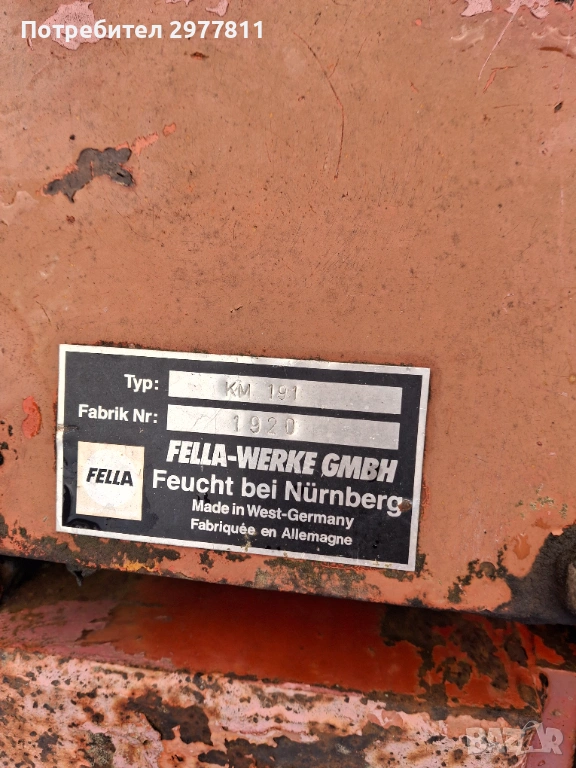 Потребител 2977811
Typ: KM 191
Fabrik Nr: 1920
FELLA
FELLA-WERKE GMBH
Feucht bei Nürnberg
Made in West-Germany
Fabriquée en Allemagne
BAZAR